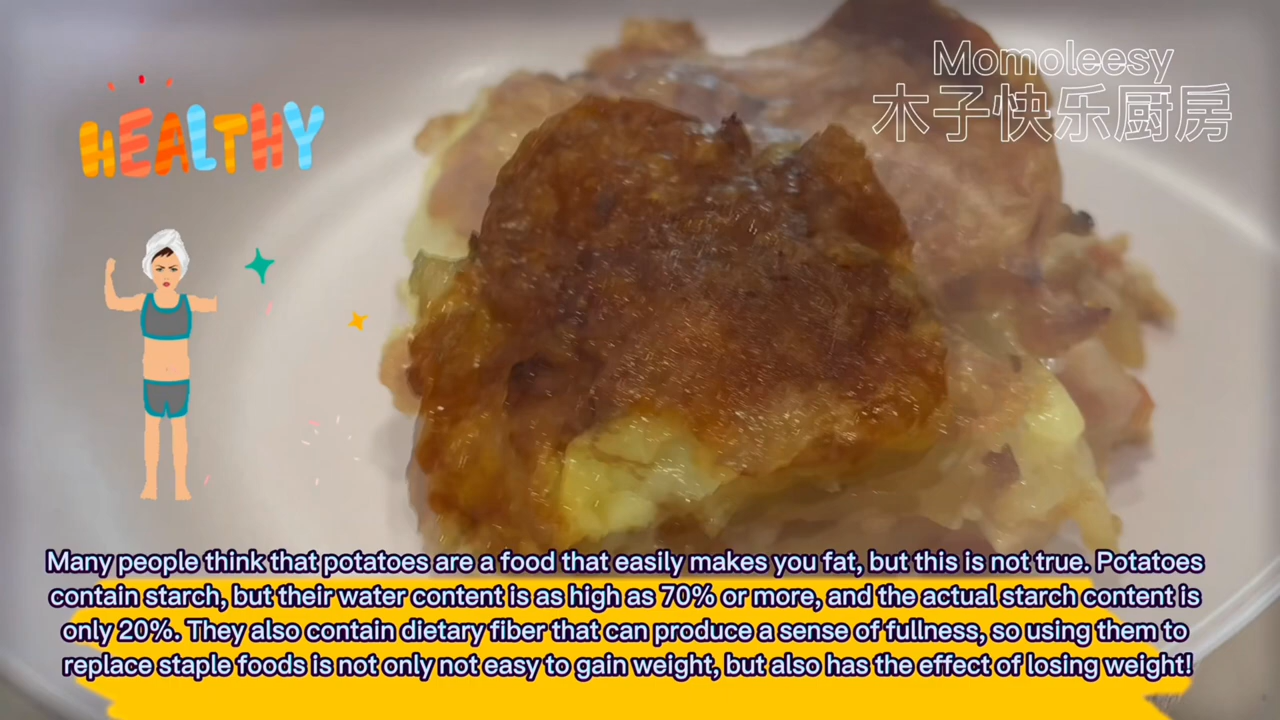 HEALTHY
Momoleesy
木子快乐厨房
Many people think that potatoes are a food that easily makes you fat, but this is not true. Potatoes
contain starch, but their water content is as high as 70% or more, and the actual starch content is
only 20%. They also contain dietary fiber that can produce a sense of fullness, so using them to
replace staple foods is not only not easy to gain weight, but also has the effect of losing weight!